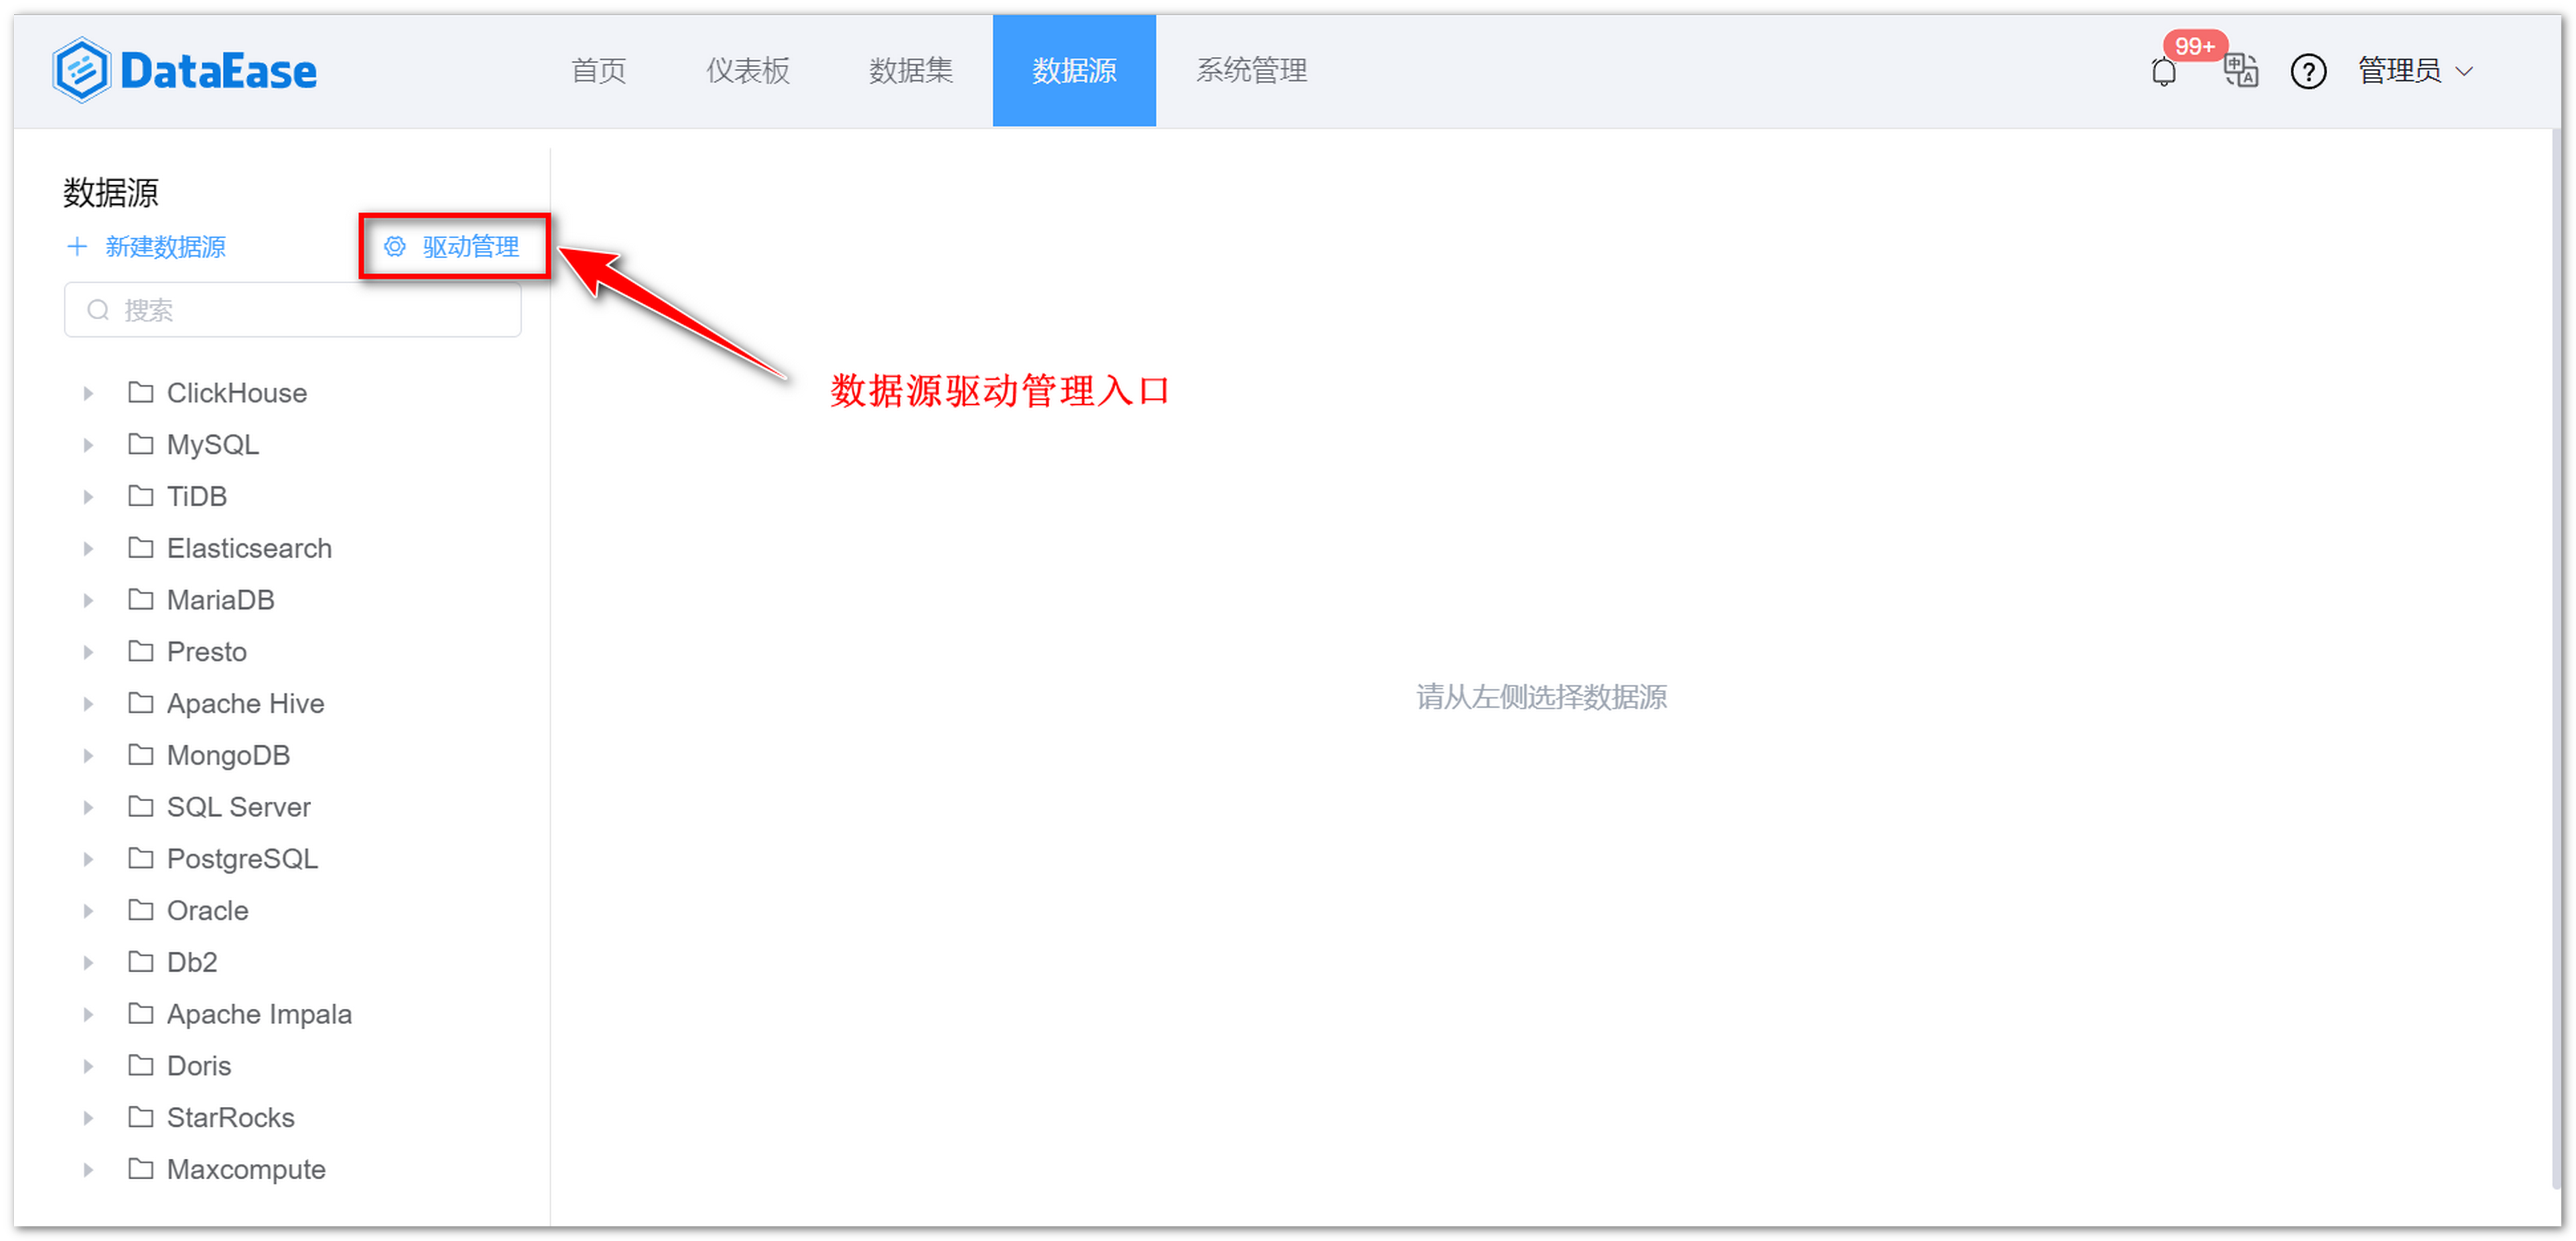 DataEase
首页
仪表板
数据集
数据源
系统管理
99+
中
A
?
管理员
数据源
新建数据源
驱动管理
搜索
数据源驱动管理入口
ClickHouse
MySQL
TiDB
Elasticsearch
MariaDB
Presto
Apache Hive
MongoDB
SQL Server
PostgreSQL
Oracle
Db2
Apache Impala
Doris
StarRocks
Maxcompute
请从左侧选择数据源